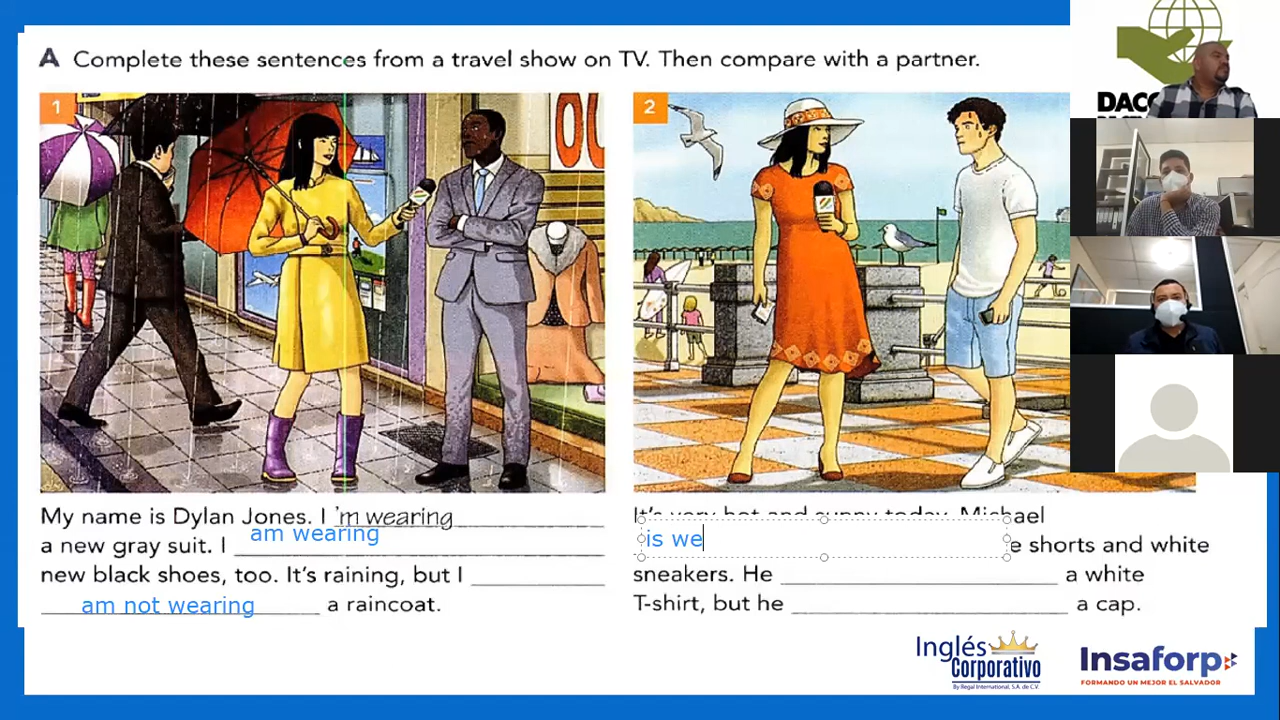 A Complete these sentences from a travel show on TV. Then compare with a partner.
1
2
My name is Dylan Jones. I 'm wearing
am wearing
a new gray suit. I
new black shoes, too. It's raining, but I
am not wearing a raincoat.
It's very hot and sunny today. Michael
is we
e shorts and white
sneakers. He a white
T-shirt, but he a cap.
Inglés
Corporativo
By Regal International, S.A. de C.V.
Insaforp
FORMANDO UN MEJOR EL SALVADOR